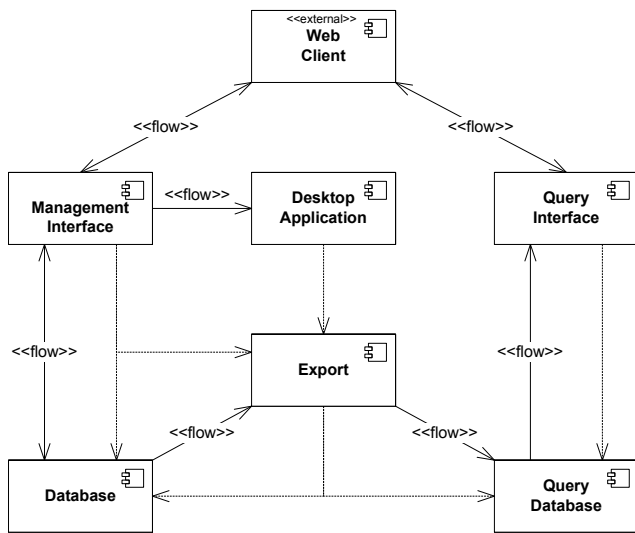 <<external>>
Web
Client
<<flow>>
<<flow>>
Management
Interface
<<flow>>
Desktop
Application
Query
Interface
<<flow>>
Export
<<flow>>
<<flow>>
<<flow>>
Database
Query
Database